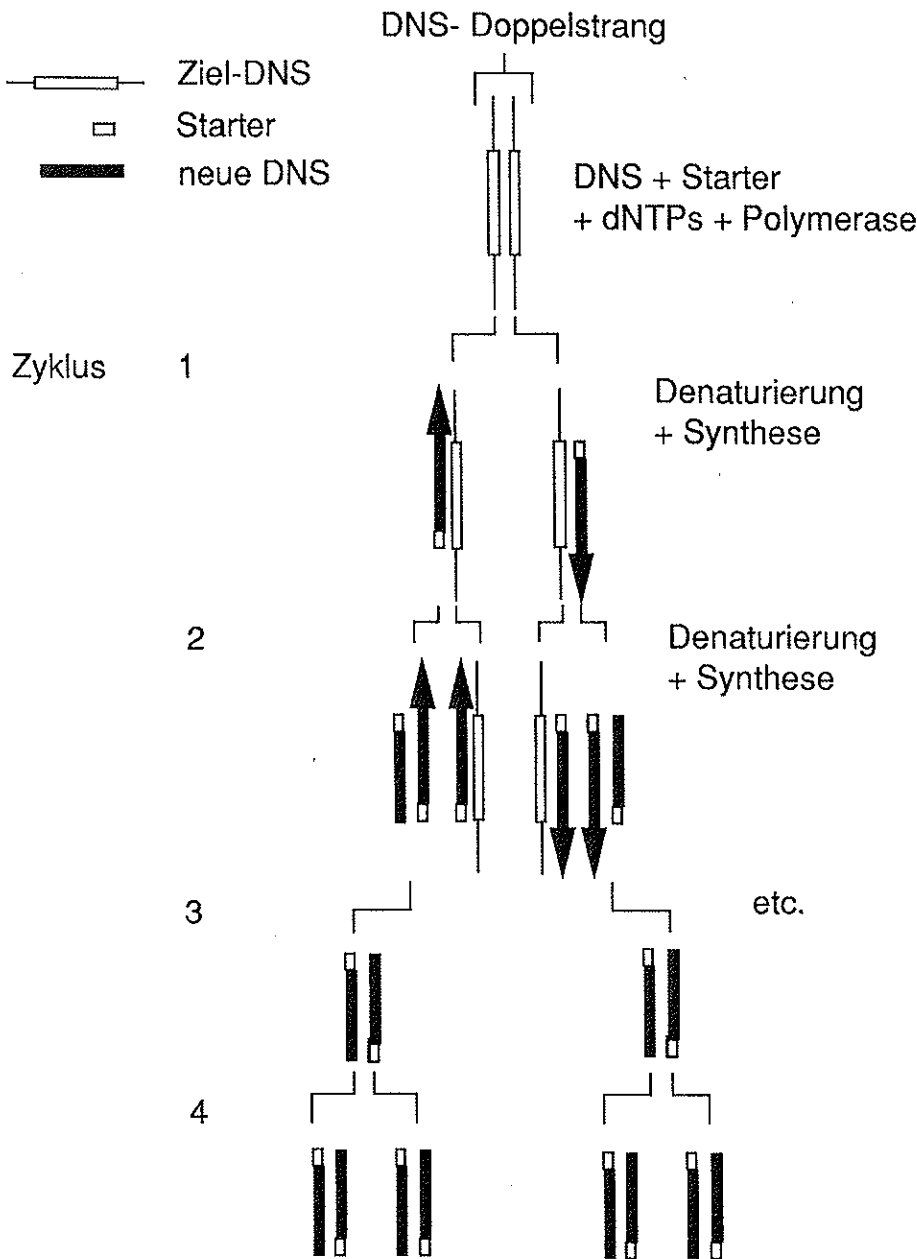 DNS- Doppelstrang
Ziel-DNS
Starter
neue DNS
DNS + Starter
+ dNTPs + Polymerase
Zyklus 1
Denaturierung
+ Synthese
2
Denaturierung
+ Synthese
3
etc.
4